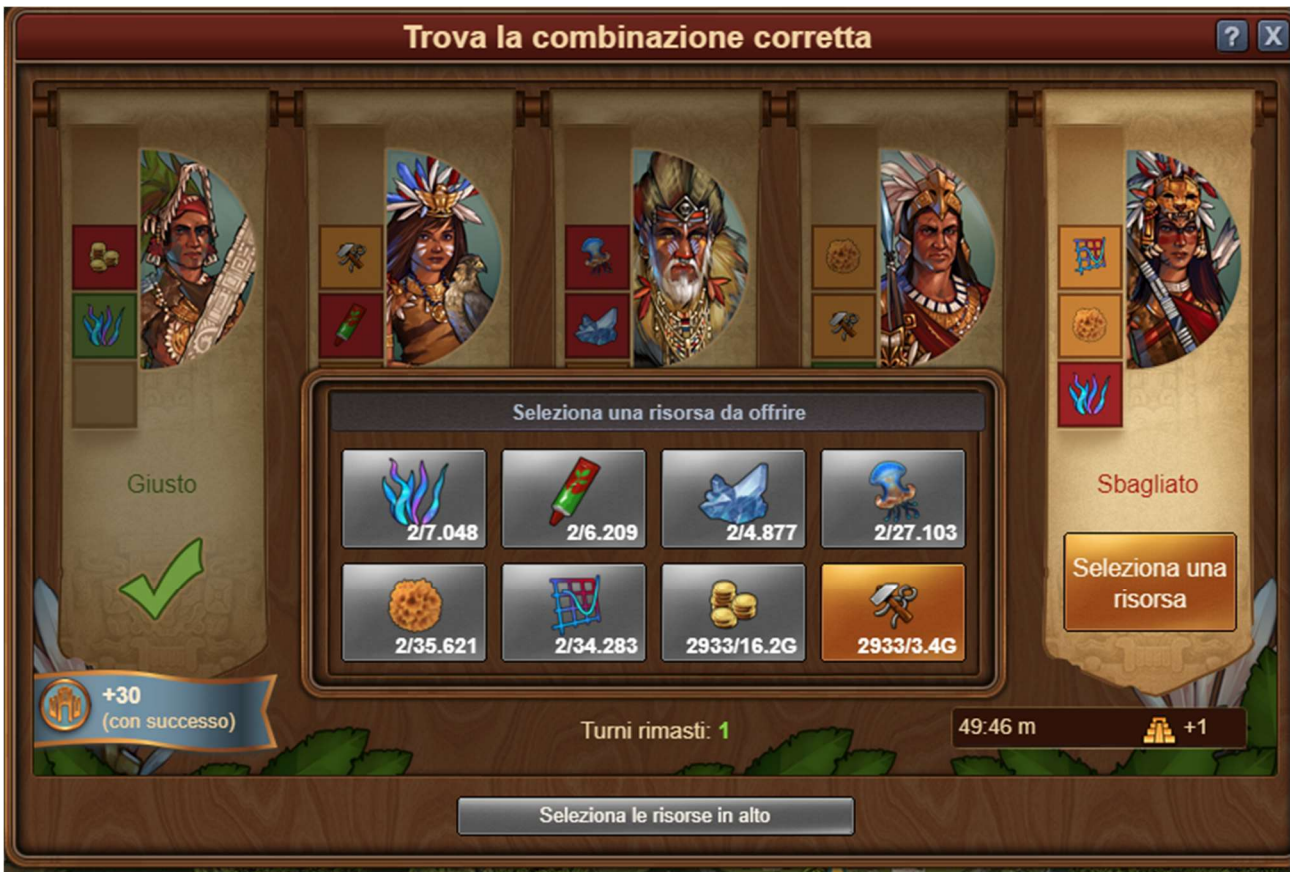 Trova la combinazione corretta
? X
Seleziona una risorsa da offrire
2/7.048
2/6.209
2/4.877
2/27.103
2/35.621
2/34.283
2933/16.2G
2933/3.4G
Giusto
Sbagliato
Seleziona una
risorsa
+30
(con successo)
Turni rimasti: 1
49:46 m
+1
Seleziona le risorse in alto